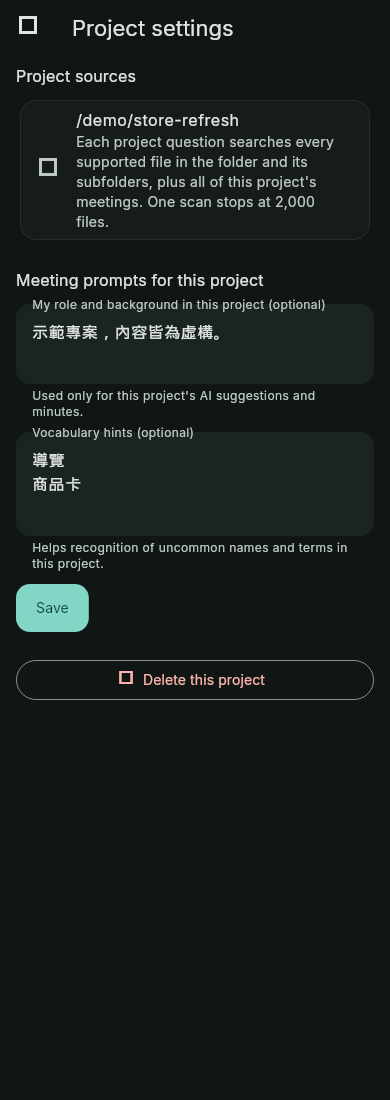 Project settings
Project sources
/demo/store-refresh
Each project question searches every
supported file in the folder and its
subfolders, plus all of this project's
meetings. One scan stops at 2,000
files.
Meeting prompts for this project
My role and background in this project (optional)
示範專案，內容皆為虛構。
Used only for this project's AI suggestions and
minutes.
Vocabulary hints (optional)
導覽
商品卡
Helps recognition of uncommon names and terms in
this project.
Save
Delete this project